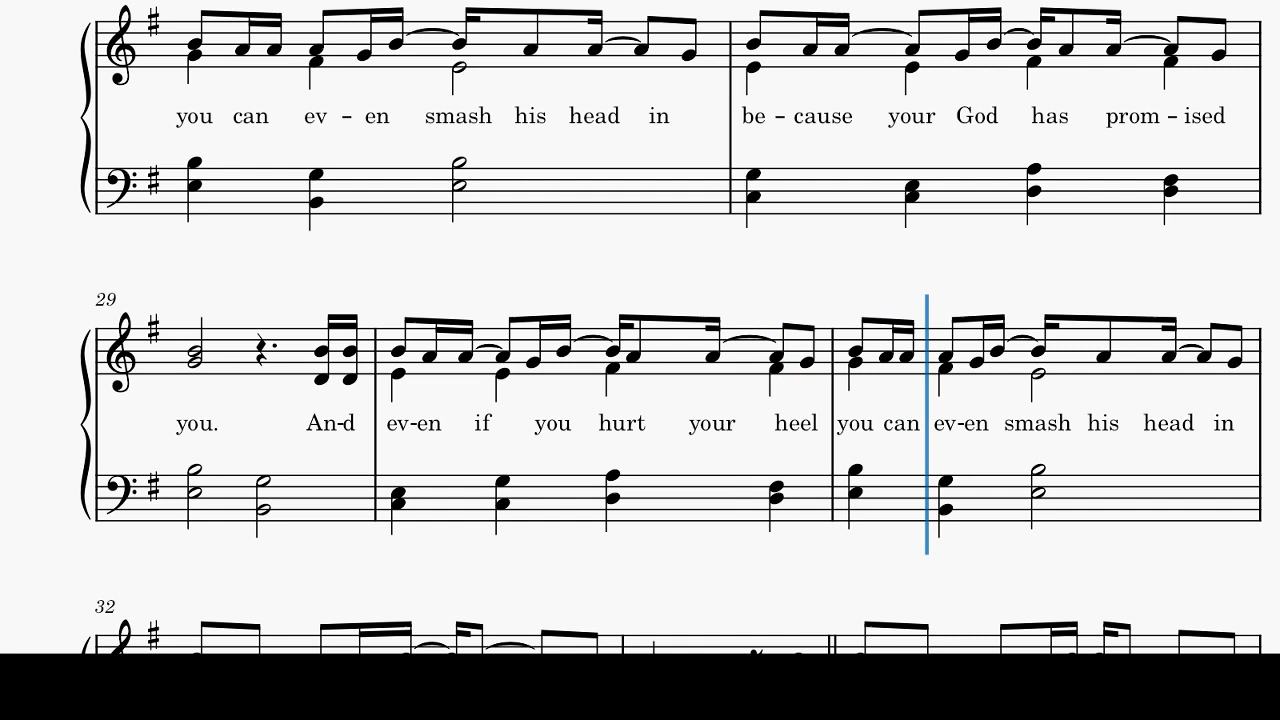 you can ev – en smash his head in be – cause your God has prom – ised
29
you. An-d ev-en if you hurt your heel you can ev-en smash his head in
32